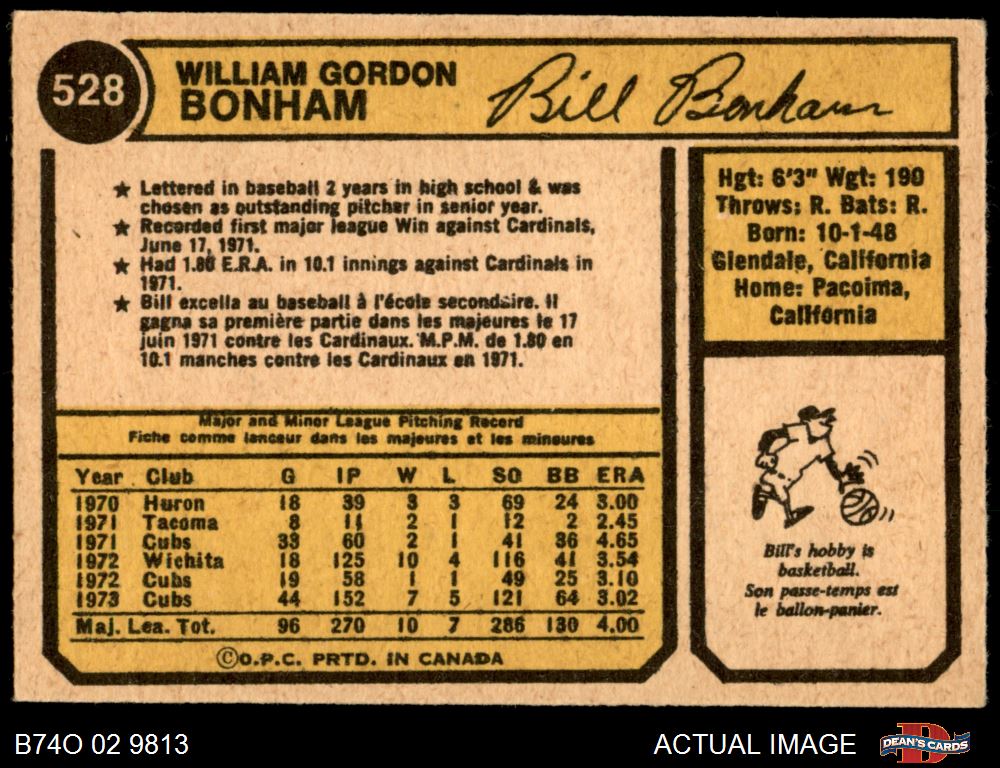 528
WILLIAM GORDON
BONHAM
Bill Bonham
★ Lettered in baseball 2 years in high school & was
chosen as outstanding pitcher in senior year.
★ Recorded first major league Win against Cardinals,
June 17, 1971.
★ Had 1.80 E.R.A. in 10.1 innings against Cardinals in
1971.
★ Bill excella au baseball à l'école secondaire. Il
gagna sa première partie dans les majeures le 17
juin 1971 contre les Cardinaux. M.P.M. de 1.80 en
10.1 manches contre les Cardinaux en 1971.
Hgt: 6'3" Wgt: 190
Throws: R. Bats: R.
Born: 10-1-48
Glendale, California
Home: Pacoima,
California
Major and Minor League Pitching Record
Fiche comme lanceur dans les majeures et les mineures
Year Club G IP W L SO BB ERA
1970 Huron 18 39 3 3 69 24 3.00
1971 Tacoma 8 11 2 1 12 2 2.45
1971 Cubs 33 60 2 1 41 36 4.65
1972 Wichita 18 125 10 4 116 41 3.54
1972 Cubs 19 58 1 1 49 25 3.10
1973 Cubs 44 152 7 5 121 64 3.02
Maj. Lea. Tot. 96 270 10 7 286 130 4.00
©O.P.C. PRTD. IN CANADA
Bill's hobby is
basketball.
Son passe-temps est
le ballon-panier.
B74O 02 9813
ACTUAL IMAGE
DEAN'S CARDS